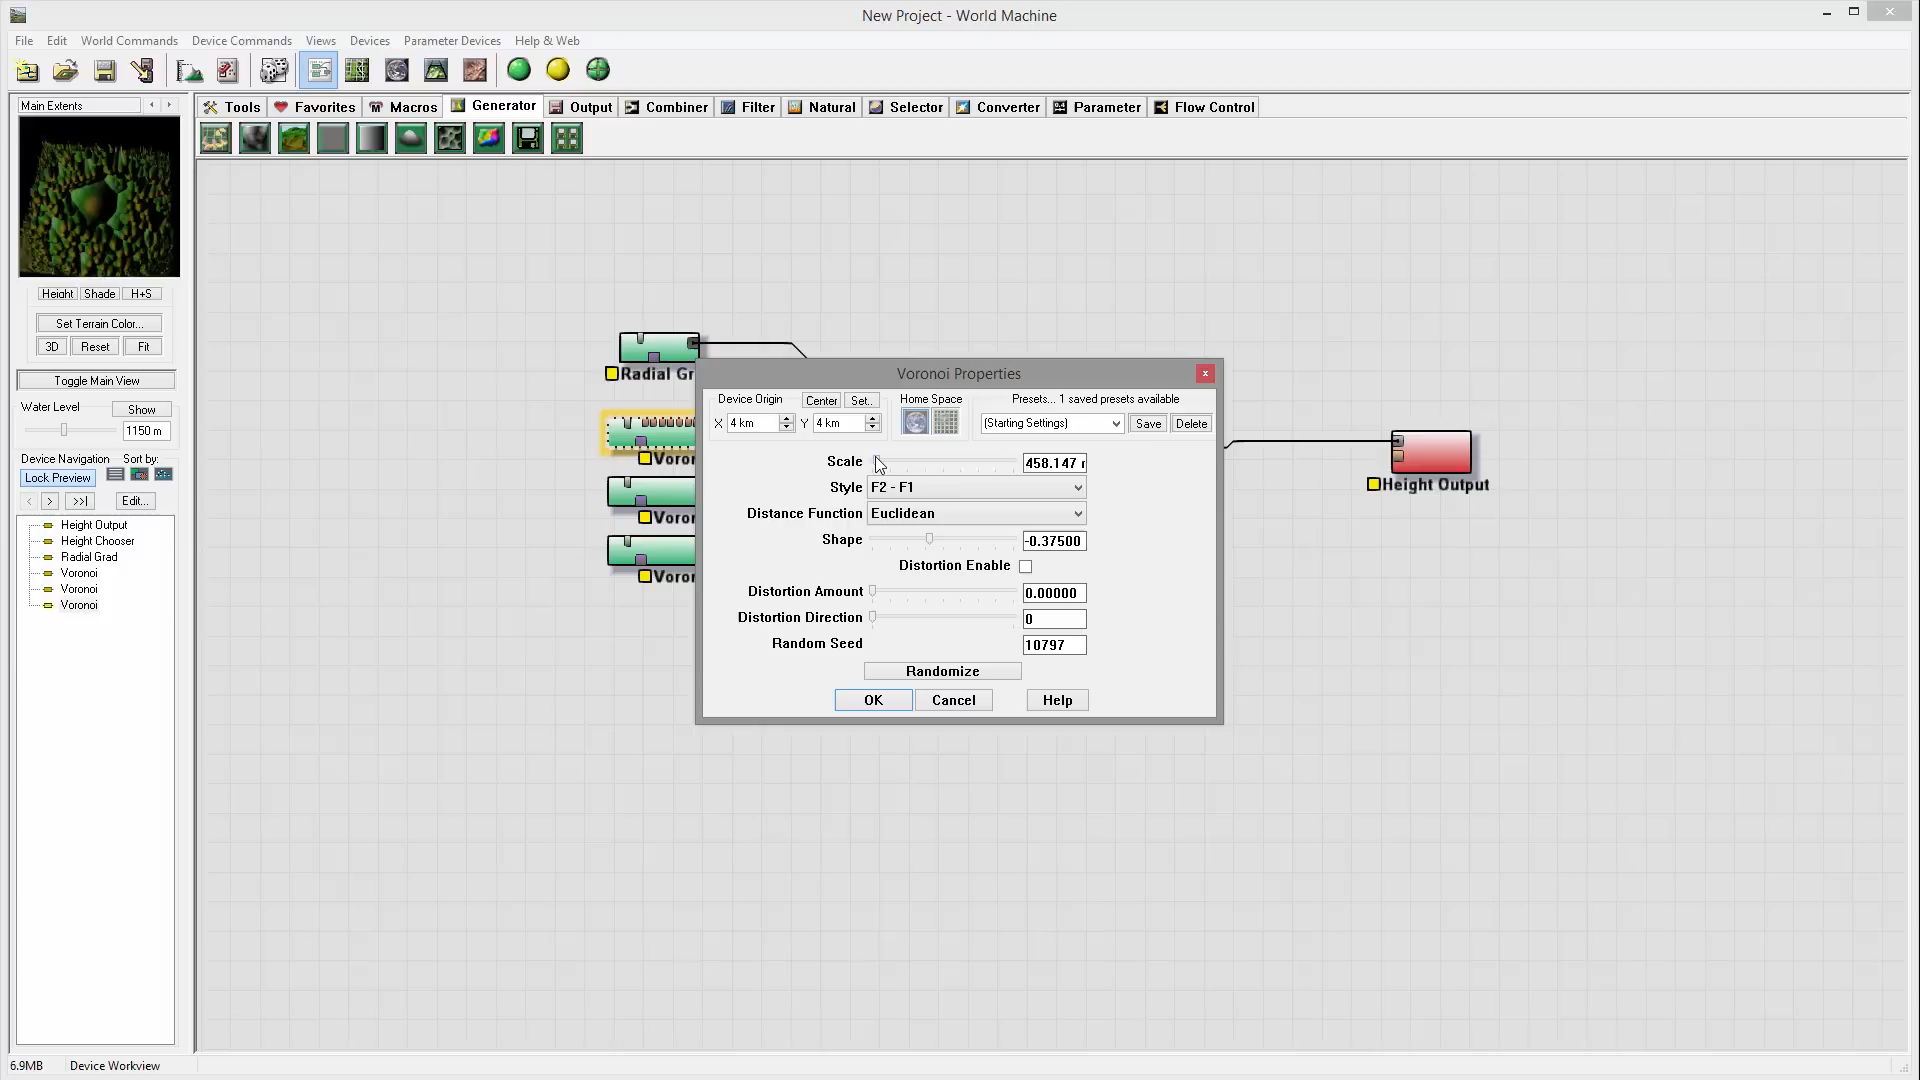 New Project - World Machine
File Edit World Commands Device Commands Views Devices Parameter Devices Help & Web
Main Extents
Tools Favorites Macros Generator Output Combiner Filter Natural Selector Converter Parameter Flow Control
Height Shade H+S
Set Terrain Color...
3D Reset Fit
Toggle Main View
Water Level Show
1150 m
Device Navigation Sort by:
Lock Preview
< > >>| Edit...
Height Output
Height Chooser
Radial Grad
Voronoi
Voronoi
Voronoi
Radial Gr
Voror
Voror
Voror
Height Output
Voronoi Properties
x
Device Origin Center Set.. Home Space Presets... 1 saved presets available
X 4 km Y 4 km (Starting Settings) Save Delete
Scale 458.147 r
Style F2 - F1
Distance Function Euclidean
Shape -0.37500
Distortion Enable
Distortion Amount 0.00000
Distortion Direction 0
Random Seed 10797
Randomize
OK Cancel Help
6.9MB Device Workview